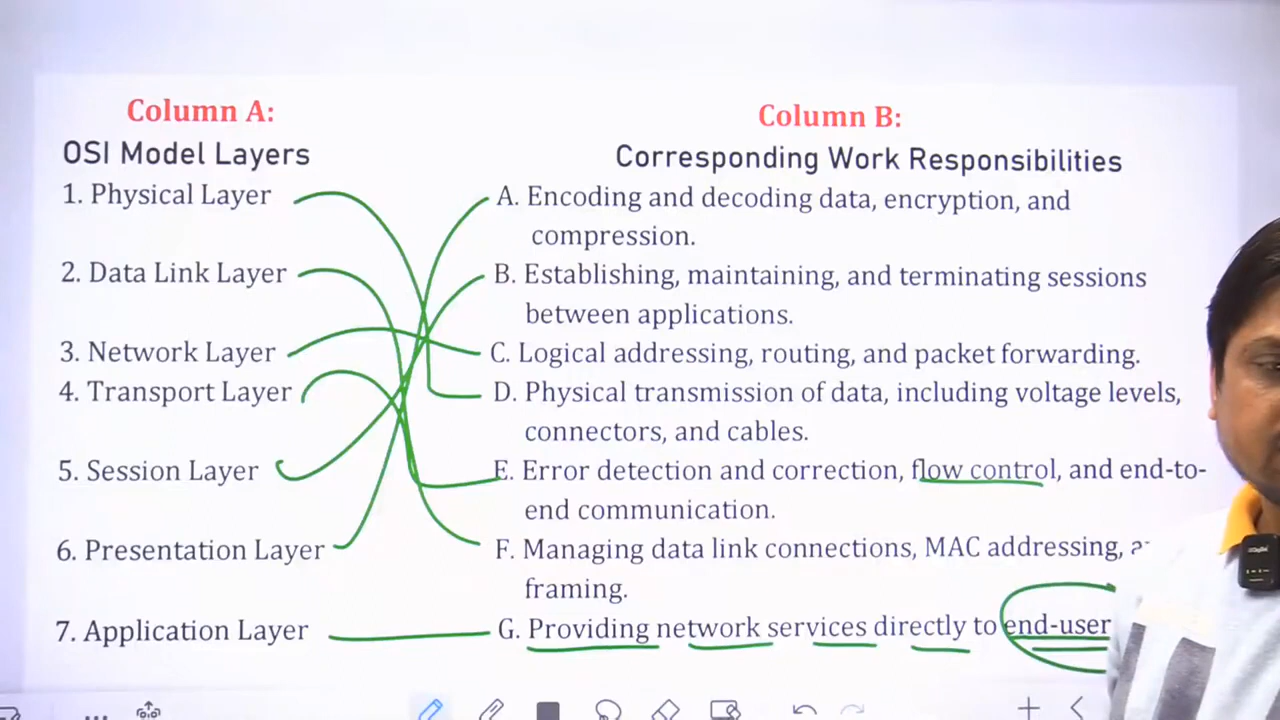 Column A:
Column B:
OSI Model Layers
Corresponding Work Responsibilities
1. Physical Layer
A. Encoding and decoding data, encryption, and
compression.
2. Data Link Layer
B. Establishing, maintaining, and terminating sessions
between applications.
3. Network Layer
C. Logical addressing, routing, and packet forwarding.
4. Transport Layer
D. Physical transmission of data, including voltage levels,
connectors, and cables.
5. Session Layer
E. Error detection and correction, flow control, and end-to-
end communication.
6. Presentation Layer
F. Managing data link connections, MAC addressing,
framing.
7. Application Layer
G. Providing network services directly to end-user